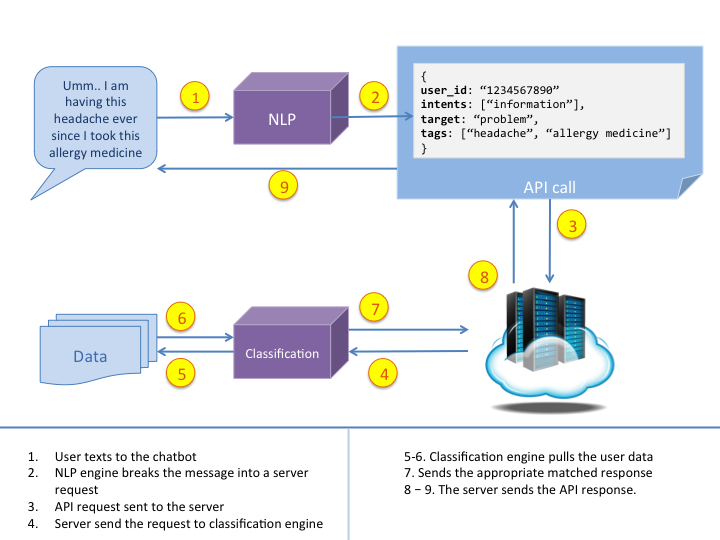 Umm.. I am
having this
headache ever
since I took this
allergy medicine
1
NLP
2
{
user_id: “1234567890”
intents: [“information”],
target: “problem”,
tags: [“headache”, “allergy medicine”]
}
API call
9
3
8
Data
6
5
Classification
7
4
1. User texts to the chatbot
2. NLP engine breaks the message into a server
request
3. API request sent to the server
4. Server send the request to classification engine
5-6. Classification engine pulls the user data
7. Sends the appropriate matched response
8 – 9. The server sends the API response.